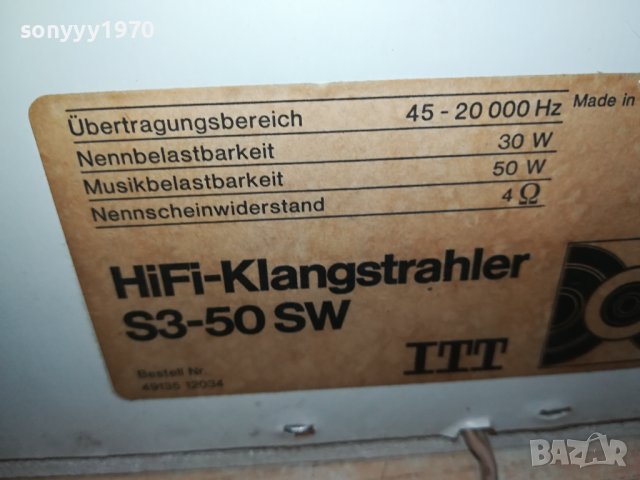 sonyyy1970
Übertragungsbereich 45 - 20 000 Hz Made in
Nennbelastbarkeit 30 W
Musikbelastbarkeit 50 W
Nennscheinwiderstand 4 Ω
HiFi-Klangstrahler
S3-50 SW
ITT
Bestell Nr.
49135 12034
BAZAR